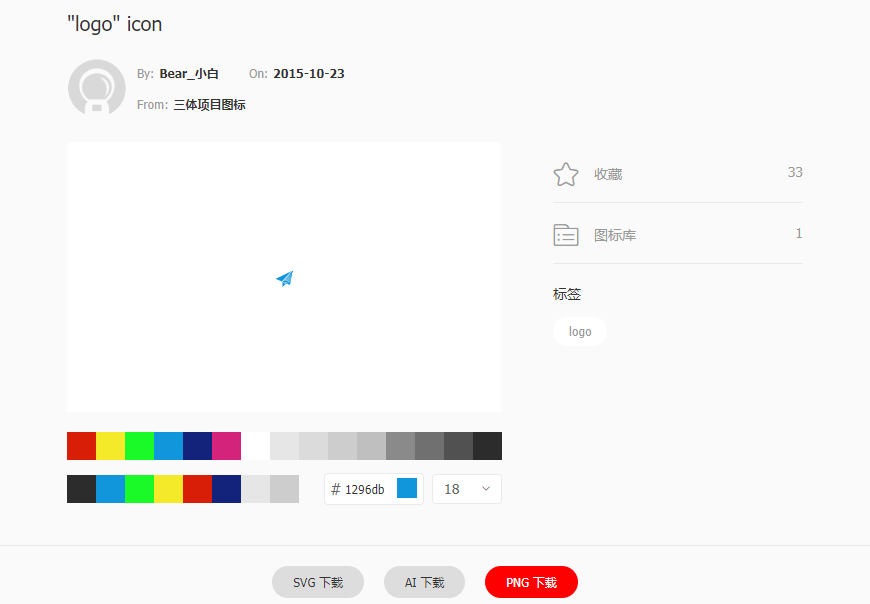 "logo" icon
By: Bear_小白 On: 2015-10-23
From: 三体项目图标
收藏 33
图标库 1
标签
logo
# 1296db 18
SVG 下载 AI 下载 PNG 下载